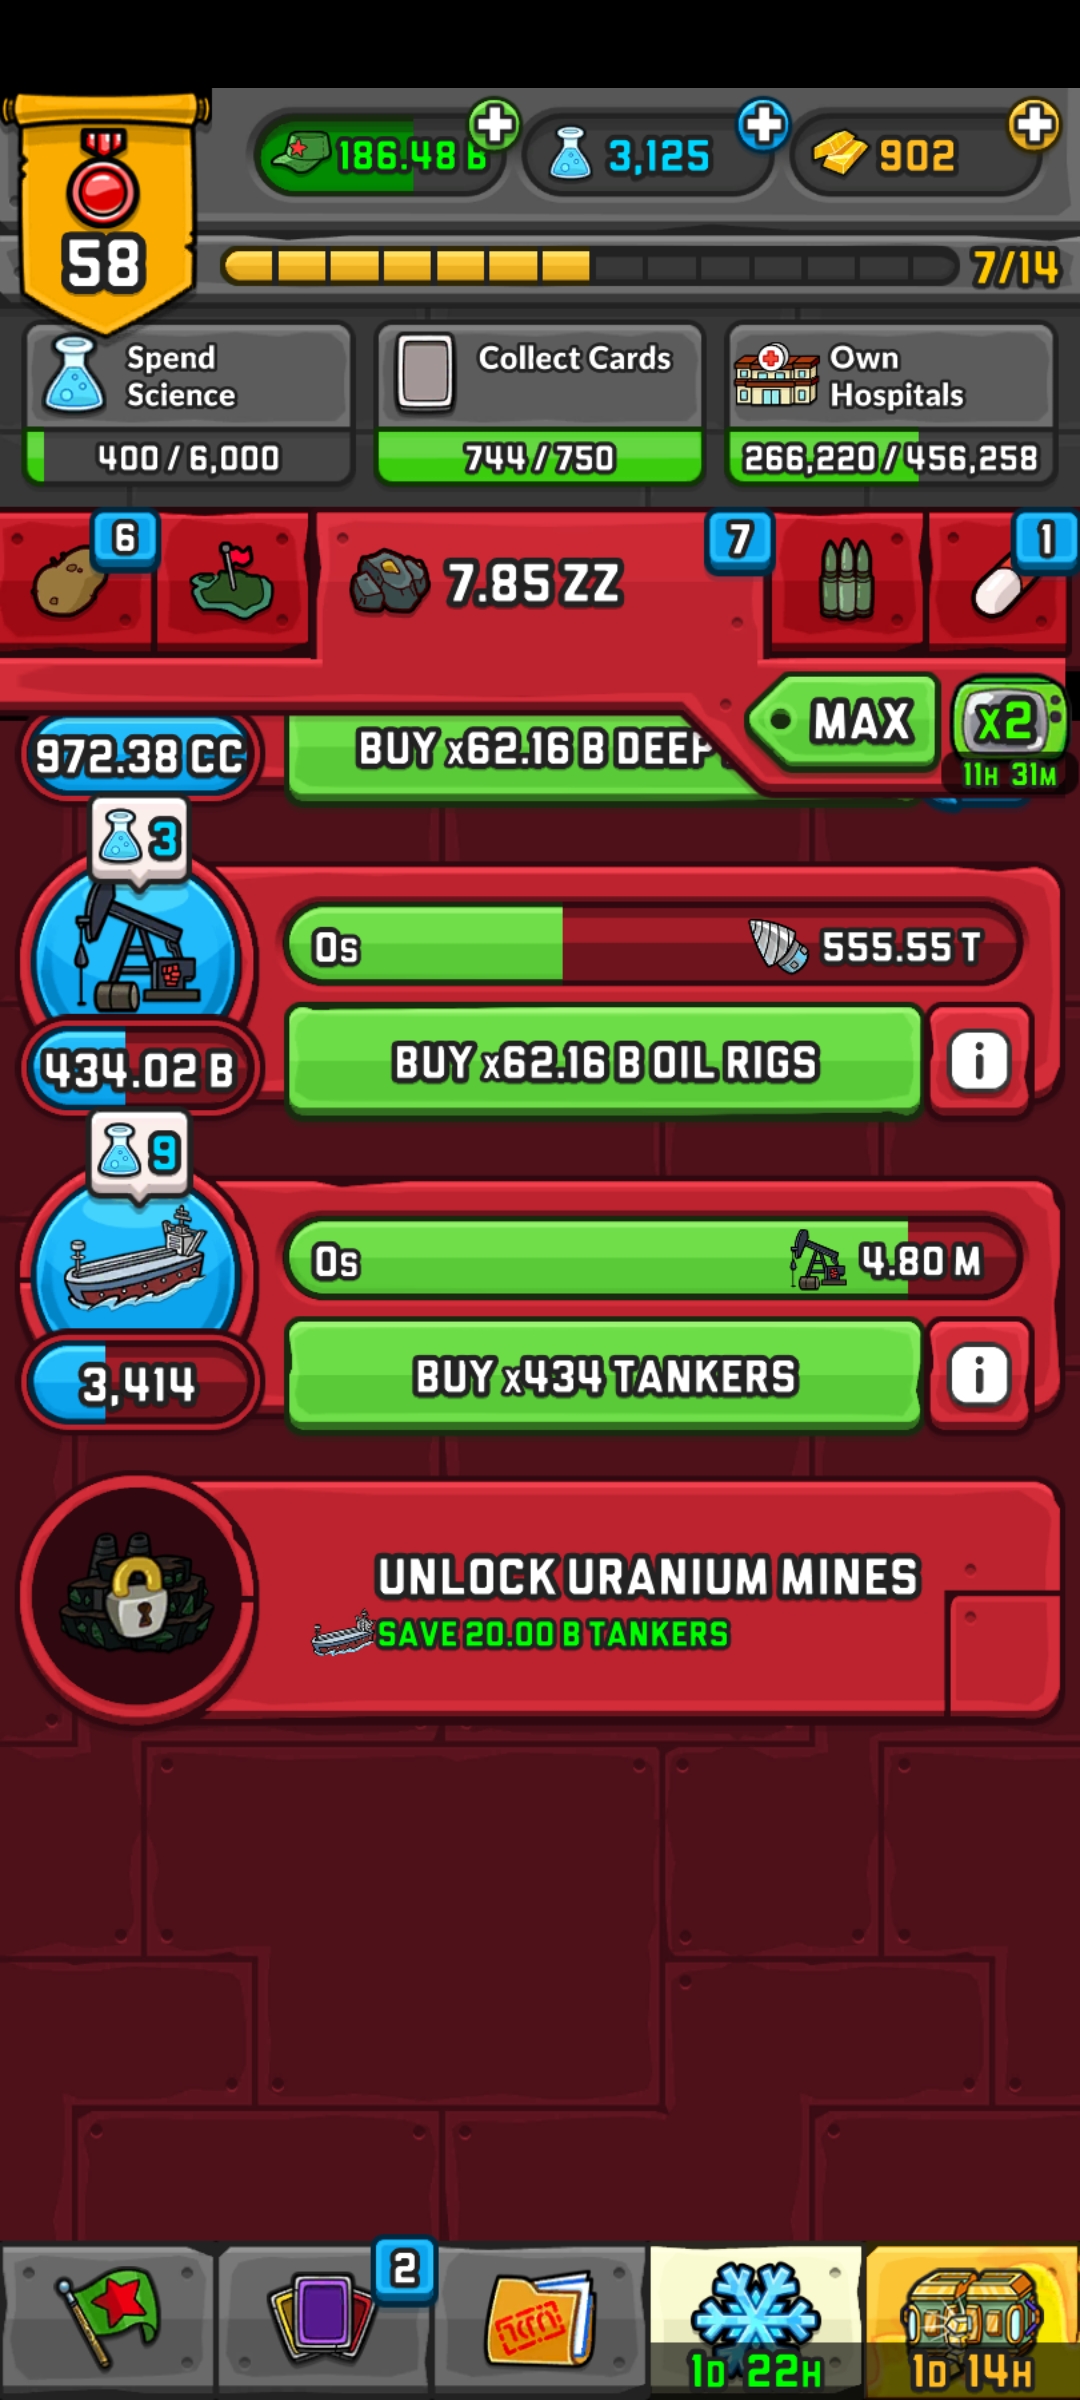 186.48 B
3,125
902
58
7/14
Spend
Science
Collect Cards
Own
Hospitals
400 / 6,000
744 / 750
266,220 / 456,258
6
7.85 ZZ
7
1
MAX
x2
11H 31M
972.38 CC
BUY x62.16 B DEEP
3
0s
555.55 T
434.02 B
BUY x62.16 B OIL RIGS
i
9
0s
4.80 M
3,414
BUY x434 TANKERS
i
UNLOCK URANIUM MINES
SAVE 20.00 B TANKERS
2
1D 22H
1D 14H